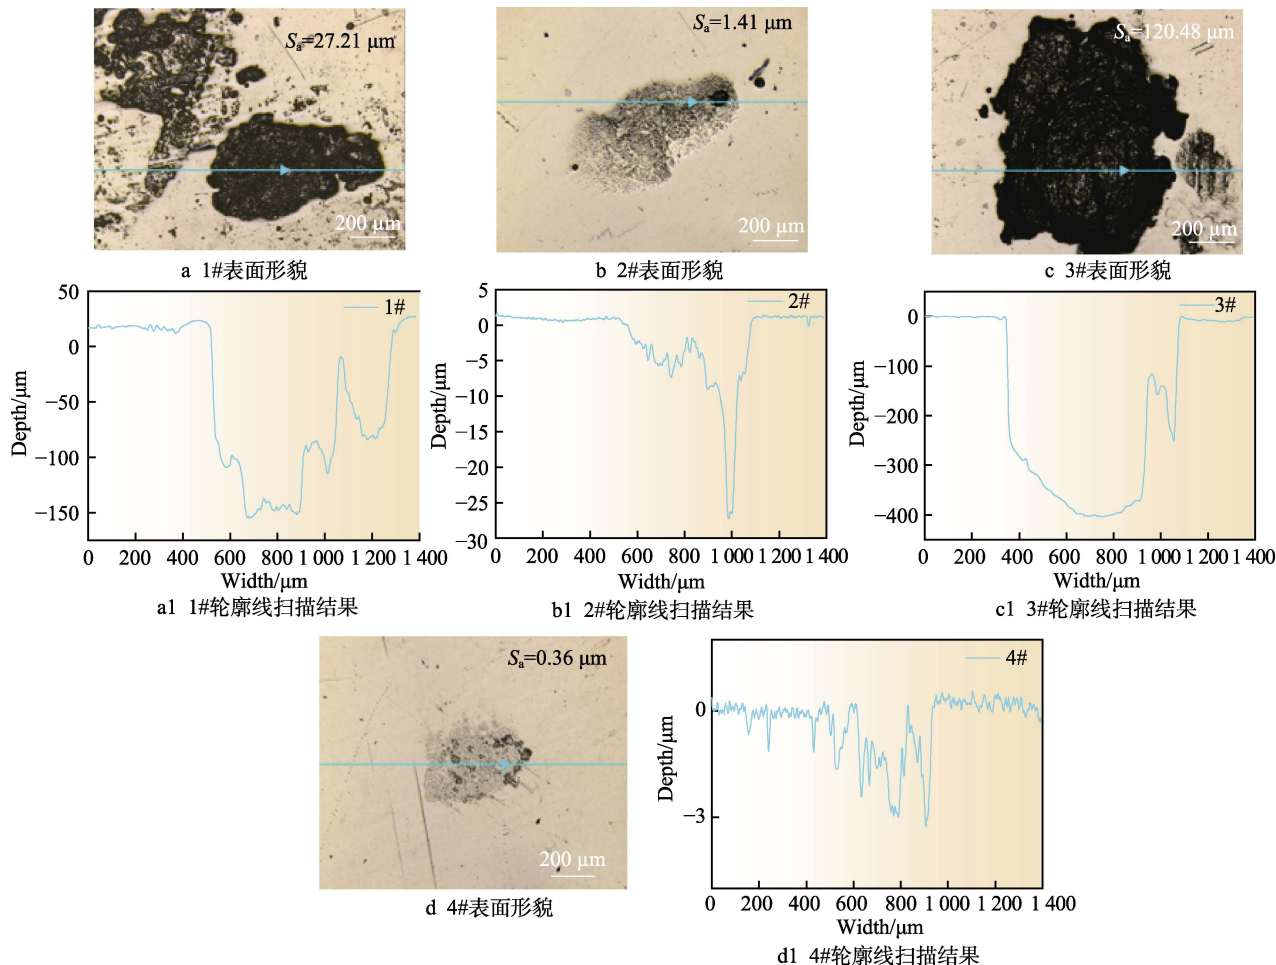 Sa=27.21 μm
200 μm
a 1#表面形貌
Sa=1.41 μm
200 μm
b 2#表面形貌
Sa=120.48 μm
200 μm
c 3#表面形貌
50
0
−50
−100
−150
Depth/μm
1#
0 200 400 600 800 1 000 1 200 1 400
Width/μm
a1 1#轮廓线扫描结果
5
0
−5
−10
−15
−20
−25
−30
Depth/μm
2#
0 200 400 600 800 1 000 1 200 1 400
Width/μm
b1 2#轮廓线扫描结果
0
−100
−200
−300
−400
Depth/μm
3#
0 200 400 600 800 1 000 1 200 1 400
Width/μm
c1 3#轮廓线扫描结果
Sa=0.36 μm
200 μm
d 4#表面形貌
0
−3
Depth/μm
4#
0 200 400 600 800 1 000 1 200 1 400
Width/μm
d1 4#轮廓线扫描结果